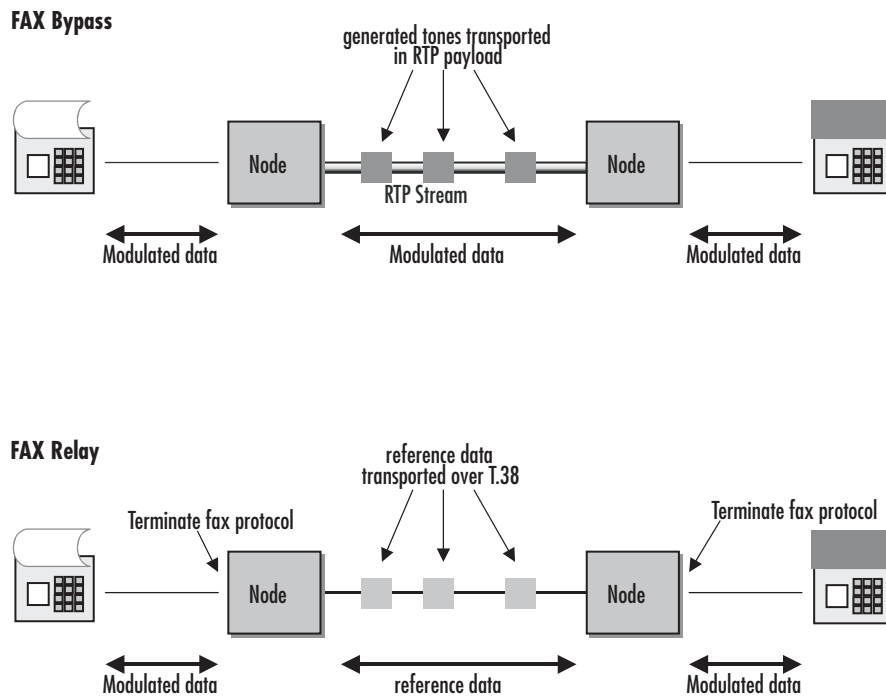 FAX Bypass
generated tones transported
in RTP payload
Node
Node
RTP Stream
Modulated data
Modulated data
Modulated data
FAX Relay
reference data
transported over T.38
Terminate fax protocol
Terminate fax protocol
Node
Node
Modulated data
reference data
Modulated data